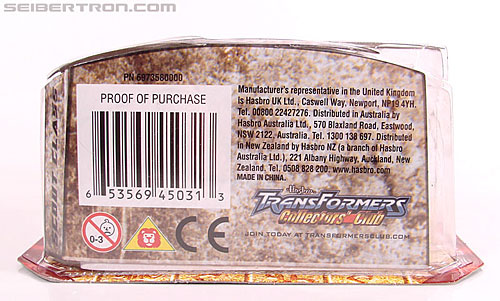 SEIBERTRON.COM
PN 6973580000
PROOF OF PURCHASE
6 53569 45031 3
0-3
CE
Manufacturer's representative in the United Kingdom
is Hasbro UK Ltd., Caswell Way, Newport, NP19 4YH.
Tel. 00800 22427276. Distributed in Australia by
Hasbro Australia Ltd., 570 Blaxland Road, Eastwood,
NSW 2122, Australia. Tel: 1300 138 697. Distributed
in New Zealand by Hasbro NZ (a branch of Hasbro
Australia Ltd.), 221 Albany Highway, Auckland, New
Zealand. Tel, 0508 828 200. www.hasbro.com
MADE IN CHINA.
Hasbro
TRANSFORMERS
Collectors' Club
JOIN TODAY AT TRANSFORMERSCLUB.COM